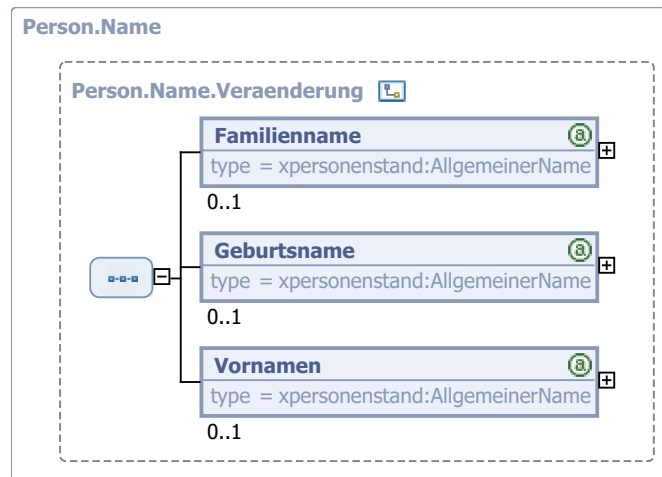 Person.Name
Person.Name.Veraenderung
Familienname
type = xpersonenstand:AllgemeinerName
0..1
Geburtsname
type = xpersonenstand:AllgemeinerName
0..1
Vornamen
type = xpersonenstand:AllgemeinerName
0..1